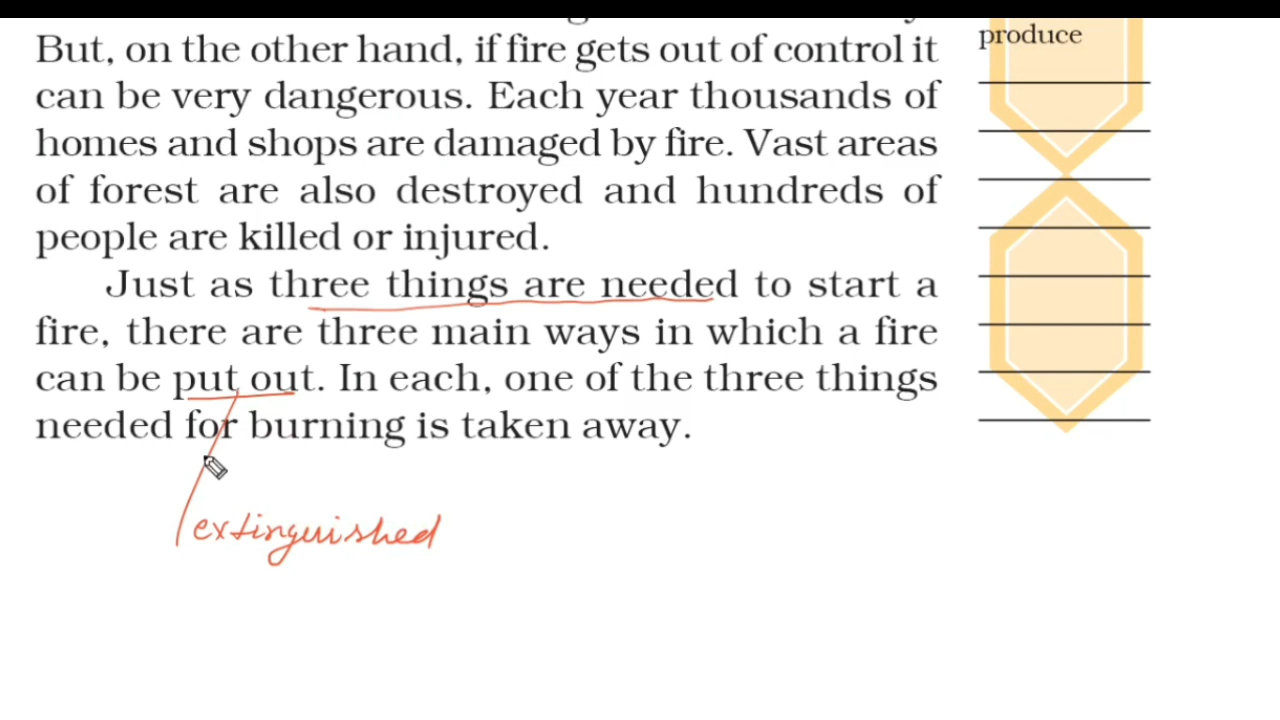 But, on the other hand, if fire gets out of control it
can be very dangerous. Each year thousands of
homes and shops are damaged by fire. Vast areas
of forest are also destroyed and hundreds of
people are killed or injured.
Just as three things are needed to start a
fire, there are three main ways in which a fire
can be put out. In each, one of the three things
needed for burning is taken away.
extinguished
produce